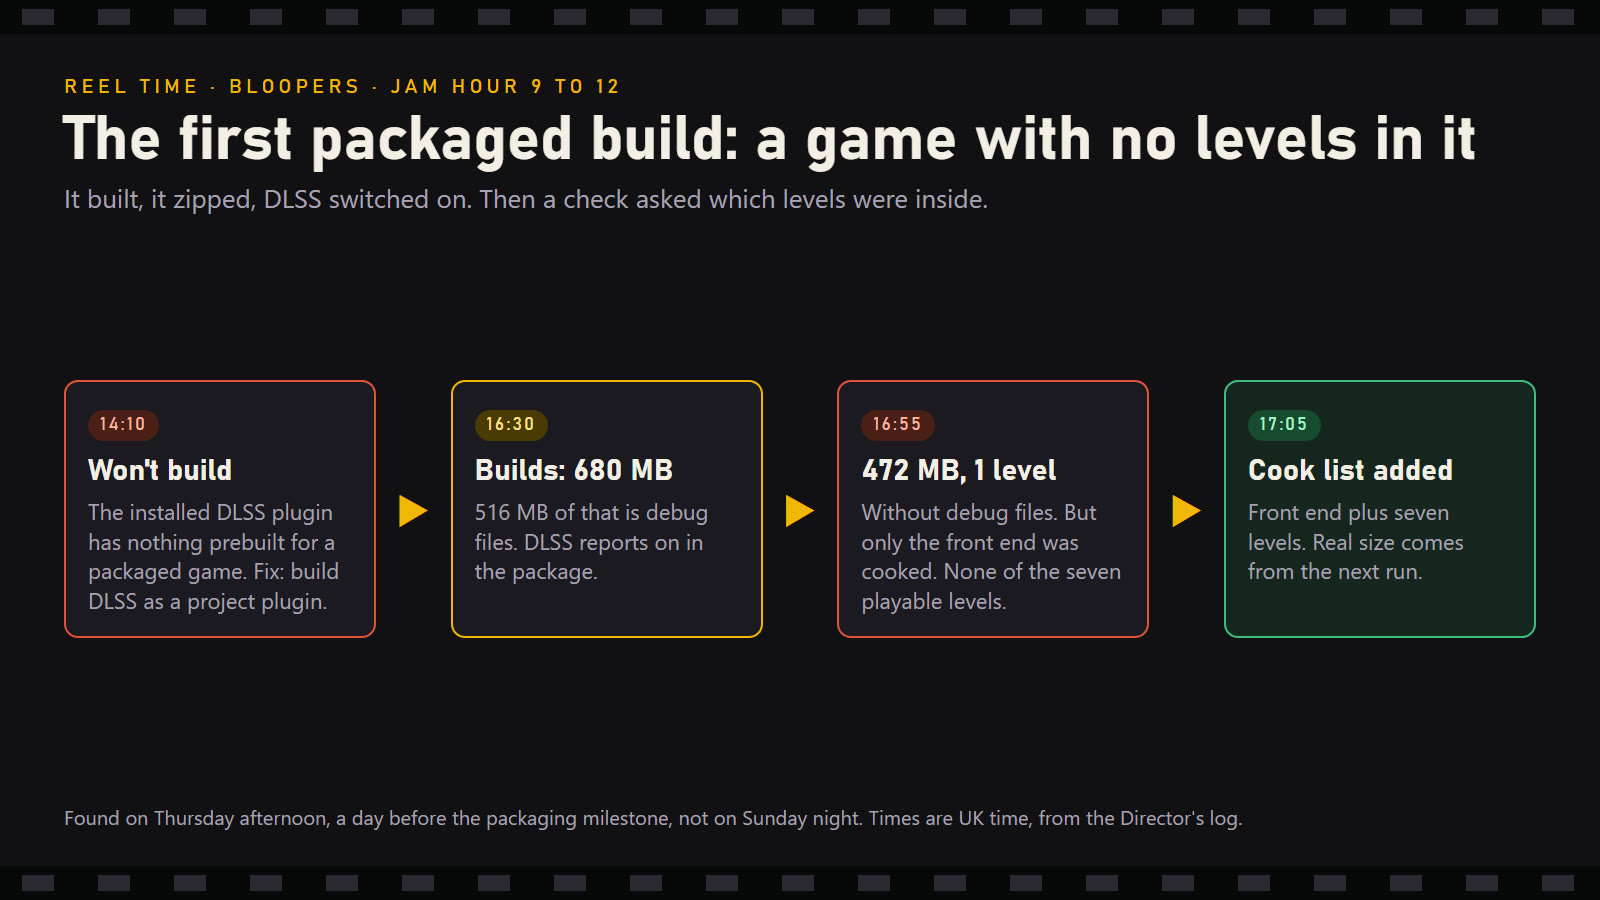 REEL TIME · BLOOPERS · JAM HOUR 9 TO 12
The first packaged build: a game with no levels in it
It built, it zipped, DLSS switched on. Then a check asked which levels were inside.
14:10
Won't build
The installed DLSS plugin
has nothing prebuilt for a
packaged game. Fix: build
DLSS as a project plugin.
16:30
Builds: 680 MB
516 MB of that is debug
files. DLSS reports on in
the package.
16:55
472 MB, 1 level
Without debug files. But
only the front end was
cooked. None of the seven
playable levels.
17:05
Cook list added
Front end plus seven
levels. Real size comes
from the next run.
Found on Thursday afternoon, a day before the packaging milestone, not on Sunday night. Times are UK time, from the Director's log.